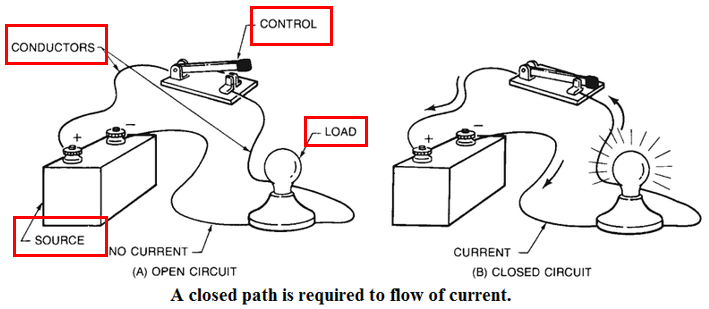 CONTROL
CONDUCTORS
+
−
LOAD
SOURCE
NO CURRENT
(A) OPEN CIRCUIT
+
−
CURRENT
(B) CLOSED CIRCUIT
A closed path is required to flow of current.